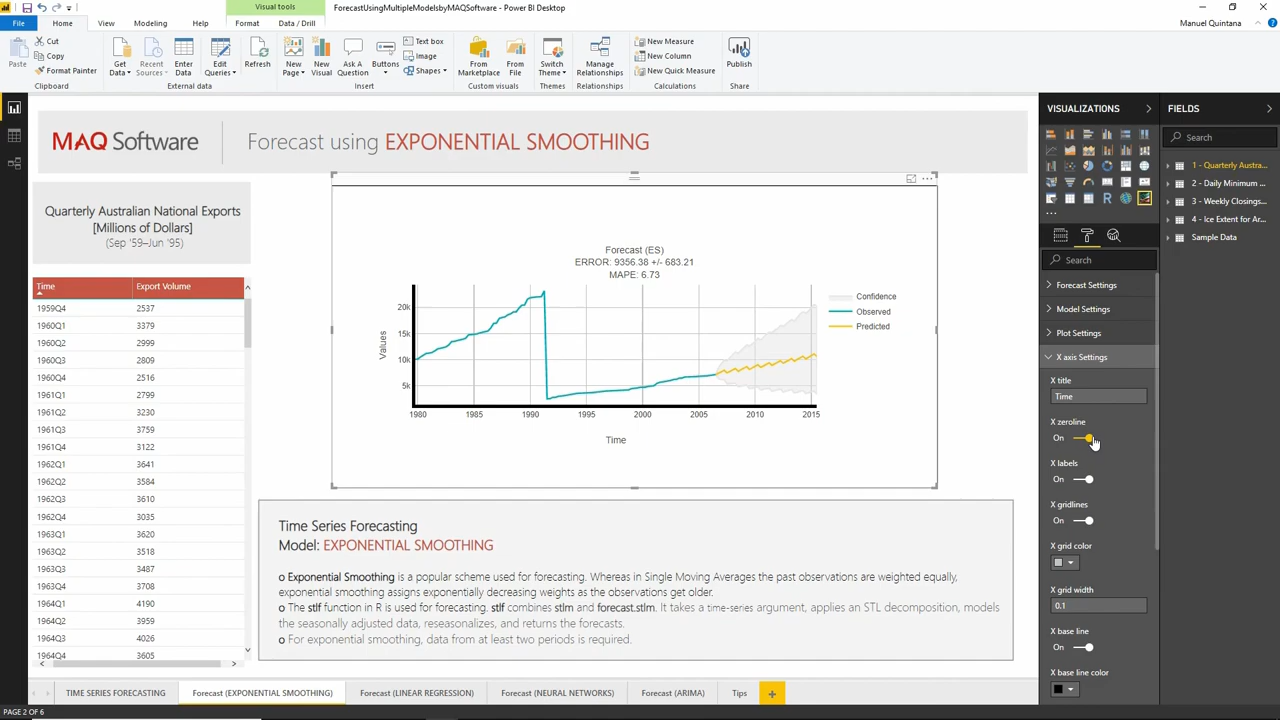 Visual tools
ForecastUsingMultipleModelsbyMAQSoftware - Power BI Desktop
File Home View Modeling Help Format Data / Drill
Manuel Quintana
Paste
Cut
Copy
Format Painter
Clipboard
Get Data
Recent Sources
Enter Data
Edit Queries
Refresh
External data
New Page
New Visual
Ask A Question
Buttons
Text box
Image
Shapes
Insert
From Marketplace
From File
Custom visuals
Switch Theme
Themes
Manage Relationships
Relationships
New Measure
New Column
New Quick Measure
Calculations
Publish
Share
MAQ Software
Forecast using EXPONENTIAL SMOOTHING
Quarterly Australian National Exports
[Millions of Dollars]
(Sep '59–Jun '95)
Time Export Volume
1959Q4 2537
1960Q1 3379
1960Q2 2999
1960Q3 2809
1960Q4 2516
1961Q1 2799
1961Q2 3230
1961Q3 3759
1961Q4 3122
1962Q1 3641
1962Q2 3584
1962Q3 3610
1962Q4 3035
1963Q1 3620
1963Q2 3518
1963Q3 3487
1963Q4 3708
1964Q1 4190
1964Q2 3959
1964Q3 4026
1964Q4 3605
Forecast (ES)
ERROR: 9356.38 +/- 683.21
MAPE: 6.73
Values
20k
15k
10k
5k
1980 1985 1990 1995 2000 2005 2010 2015
Time
Confidence
Observed
Predicted
Time Series Forecasting
Model: EXPONENTIAL SMOOTHING
o Exponential Smoothing is a popular scheme used for forecasting. Whereas in Single Moving Averages the past observations are weighted equally,
exponential smoothing assigns exponentially decreasing weights as the observations get older.
o The stlf function in R is used for forecasting. stlf combines stlm and forecast.stlm. It takes a time-series argument, applies an STL decomposition, models
the seasonally adjusted data, reseasonalizes, and returns the forecasts.
o For exponential smoothing, data from at least two periods is required.
VISUALIZATIONS
Search
Forecast Settings
Model Settings
Plot Settings
X axis Settings
X title
Time
X zeroline
On
X labels
On
X gridlines
On
X grid color
X grid width
0.1
X base line
On
X base line color
FIELDS
Search
1 - Quarterly Austra...
2 - Daily Minimum ...
3 - Weekly Closings...
4 - Ice Extent for Ar...
Sample Data
TIME SERIES FORECASTING
Forecast (EXPONENTIAL SMOOTHING)
Forecast (LINEAR REGRESSION)
Forecast (NEURAL NETWORKS)
Forecast (ARIMA)
Tips
PAGE 2 OF 6